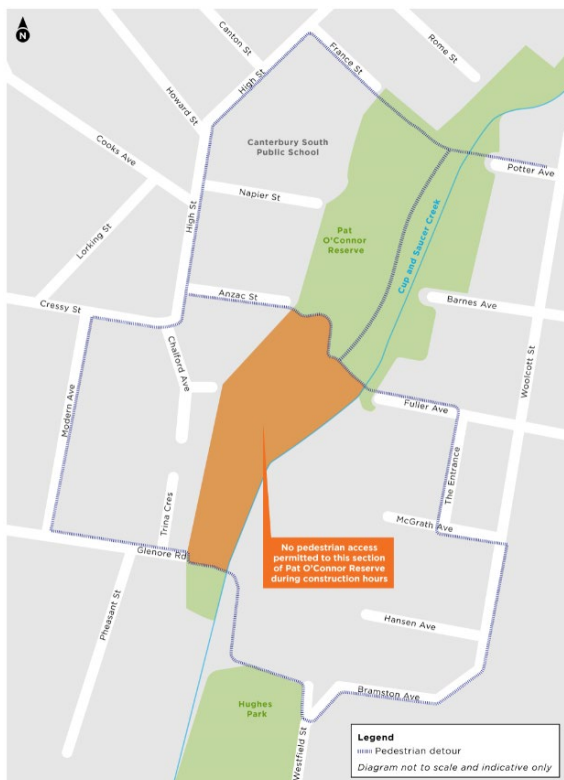 N
Canton St
France St
Rome St
Howard St
High St
Canterbury South
Public School
Cooks Ave
Potter Ave
Napier St
Lorking St
High St
Pat
O'Connor
Reserve
Cup and Saucer Creek
Anzac St
Barnes Ave
Cressy St
Chalford Ave
Woolcott St
Modern Ave
Fuller Ave
The Entrance
Trina Cres
McGrath Ave
Glenore Rd
No pedestrian access
permitted to this section
of Pat O'Connor Reserve
during construction hours
Pheasant St
Hansen Ave
Bramston Ave
Hughes
Park
Westfield St
Legend
Pedestrian detour
Diagram not to scale and indicative only